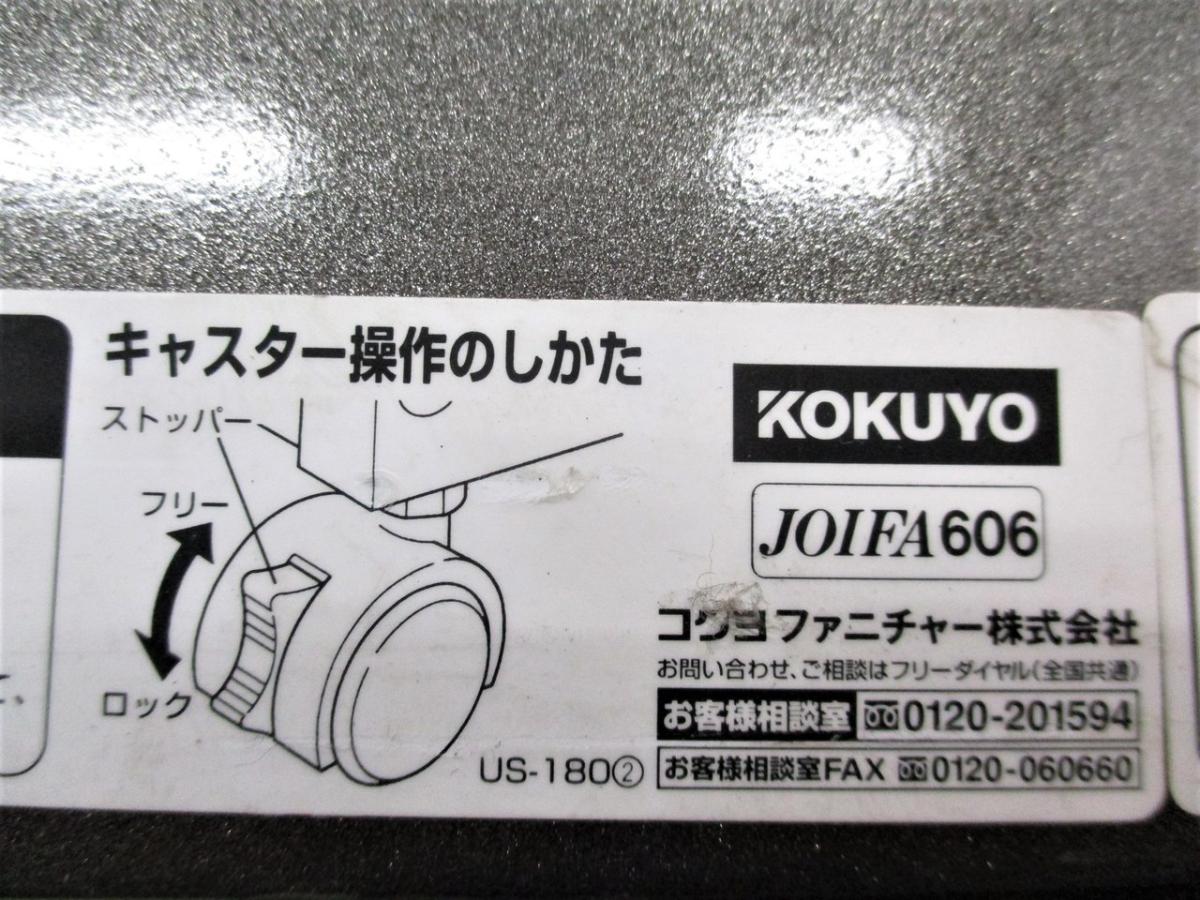 キャスター操作のしかた
ストッパー
フリー
ロック
US-180②
KOKUYO
JOIFA606
コクヨファニチャー株式会社
お問い合わせ、ご相談はフリーダイヤル(全国共通)
お客様相談室 0120-201594
お客様相談室FAX 0120-060660